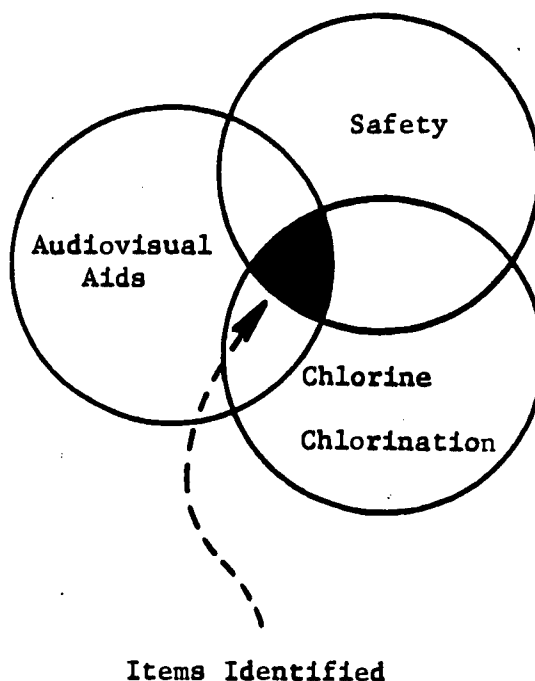 Safety
Audiovisual
Aids
Chlorine
Chlorination
Items Identified